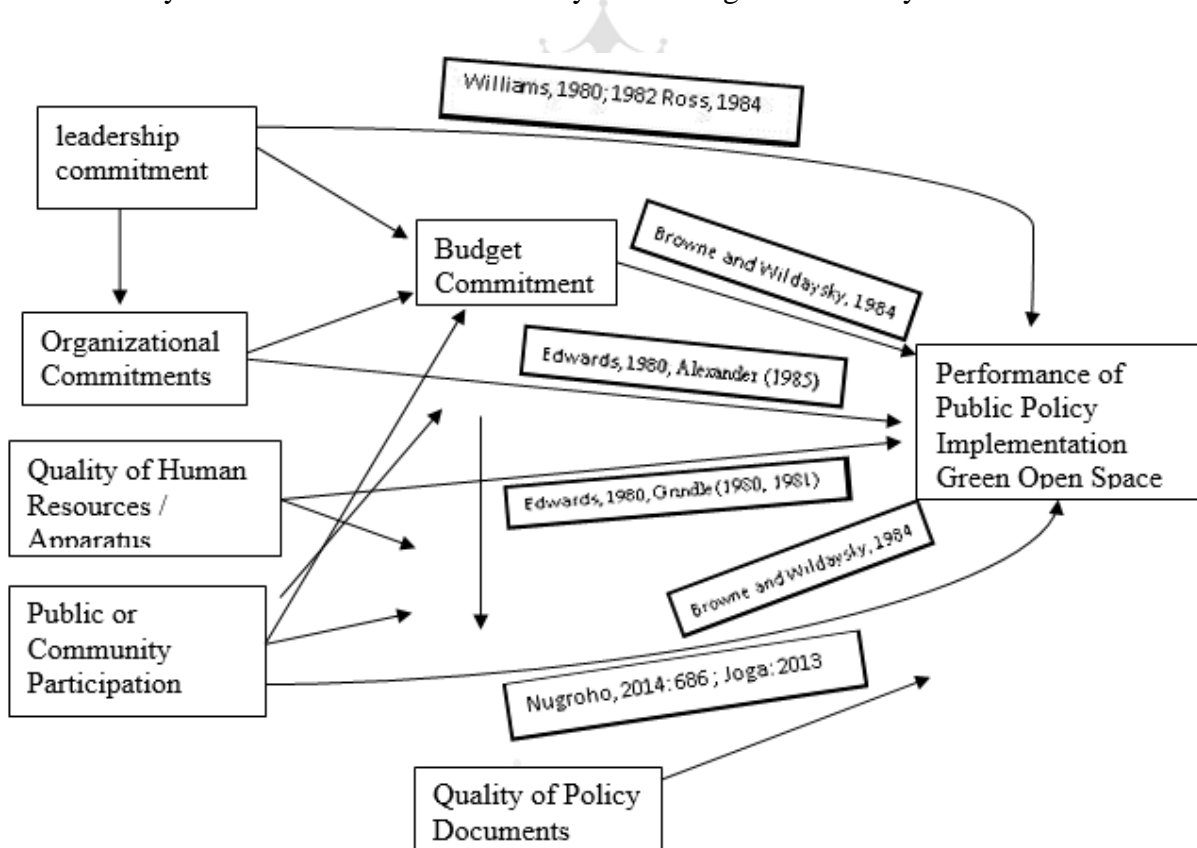 Williams, 1980; 1982 Ross, 1984
leadership
commitment
Budget
Commitment
Browne and Wildaysky, 1984
Organizational
Commitments
Edwards, 1980, Alexander (1985)
Performance of
Public Policy
Implementation
Green Open Space
Quality of Human
Resources /
Apparatus
Edwards, 1980, Grindle (1980, 1981)
Browne and Wildaysky, 1984
Public or
Community
Participation
Nugroho, 2014: 686 ; Joga: 2013
Quality of Policy
Documents